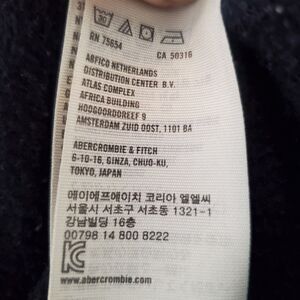 30
RN 75654 CA 50316
ABFICO NETHERLANDS
DISTRIBUTION CENTER B.V.
ATLAS COMPLEX
AFRICA BUILDING
HOOGOORDDREEF 9
AMSTERDAM ZUID OOST, 1101 BA
ABERCROMBIE & FITCH
6-10-16, GINZA, CHUO-KU,
TOKYO, JAPAN
에이에프에이치 코리아 엘엘씨
서울시 서초구 서초동 1321-1
강남빌딩 16층
00798 14 800 8222
www.abercrombie.com